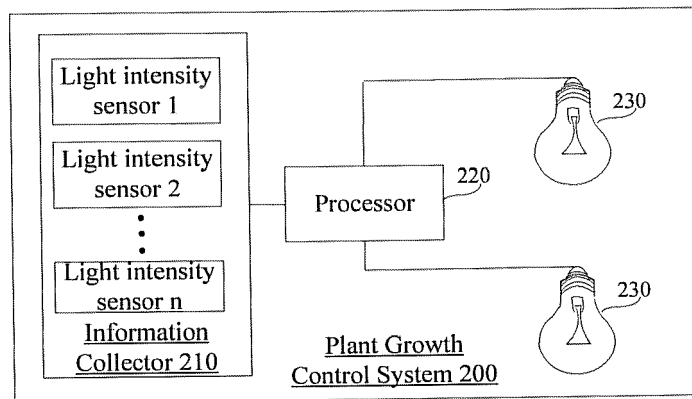 Light intensity
sensor 1
Light intensity
sensor 2
Light intensity
sensor n
Information
Collector 210
Processor
220
230
230
Plant Growth
Control System 200